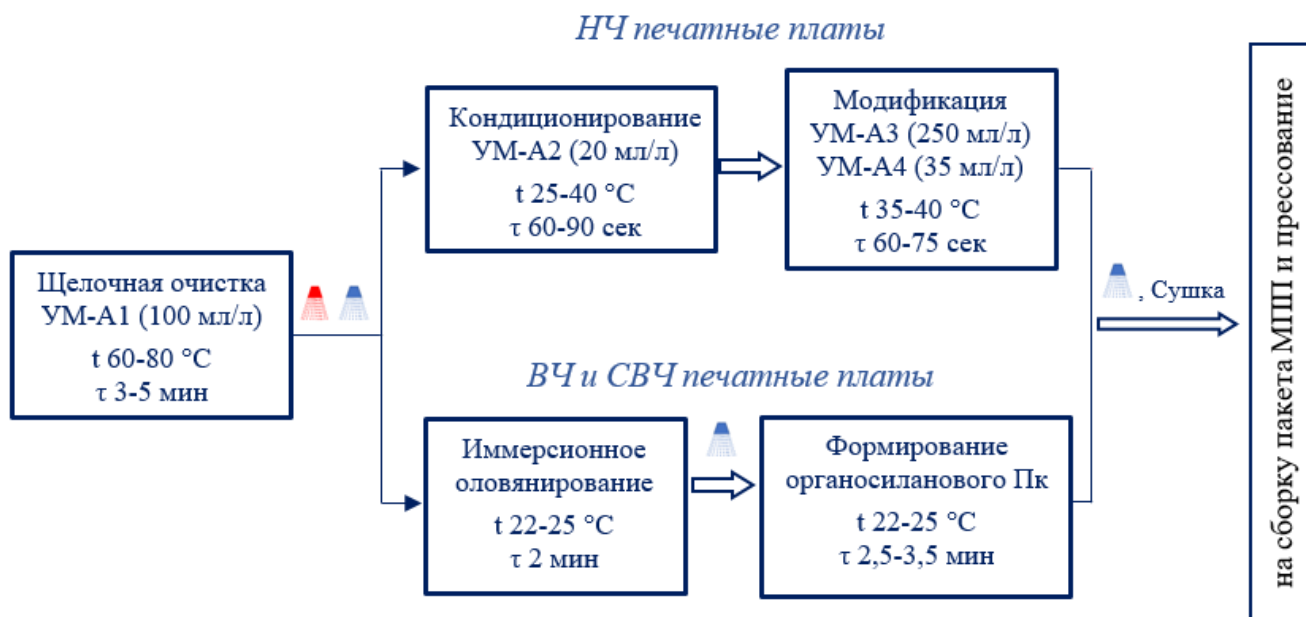 НЧ печатные платы
Кондиционирование
УМ-А2 (20 мл/л)
t 25-40 °C
τ 60-90 сек
Модификация
УМ-А3 (250 мл/л)
УМ-А4 (35 мл/л)
t 35-40 °C
τ 60-75 сек
Щелочная очистка
УМ-А1 (100 мл/л)
t 60-80 °C
τ 3-5 мин
ВЧ и СВЧ печатные платы
Иммерсионное
оловянирование
t 22-25 °C
τ 2 мин
Формирование
органосиланового Пк
t 22-25 °C
τ 2,5-3,5 мин
, Сушка
на сборку пакета МПП и прессование